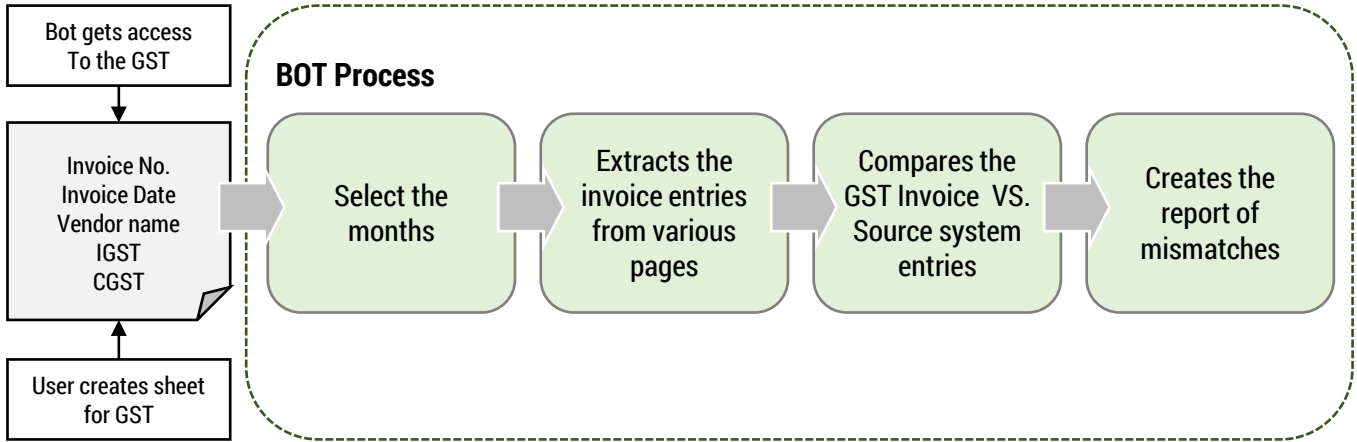 Bot gets access
To the GST
Invoice No.
Invoice Date
Vendor name
IGST
CGST
User creates sheet
for GST
BOT Process
Select the
months
Extracts the
invoice entries
from various
pages
Compares the
GST Invoice VS.
Source system
entries
Creates the
report of
mismatches